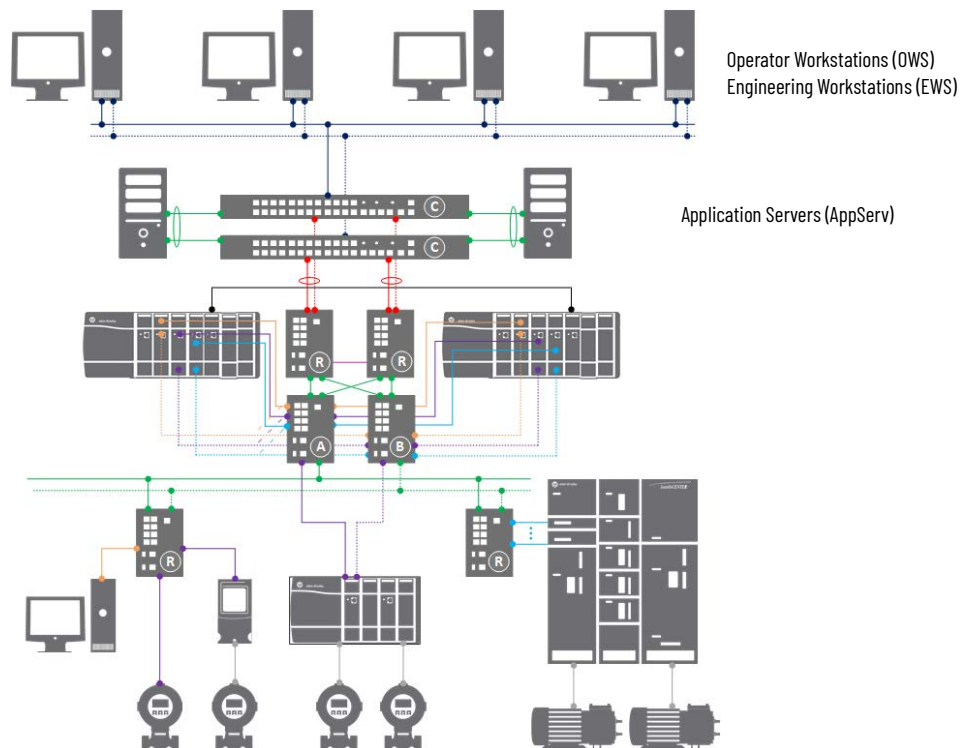 Operator Workstations (OWS)
Engineering Workstations (EWS)
C
C
Application Servers (AppServ)
R
R
A
B
R
R